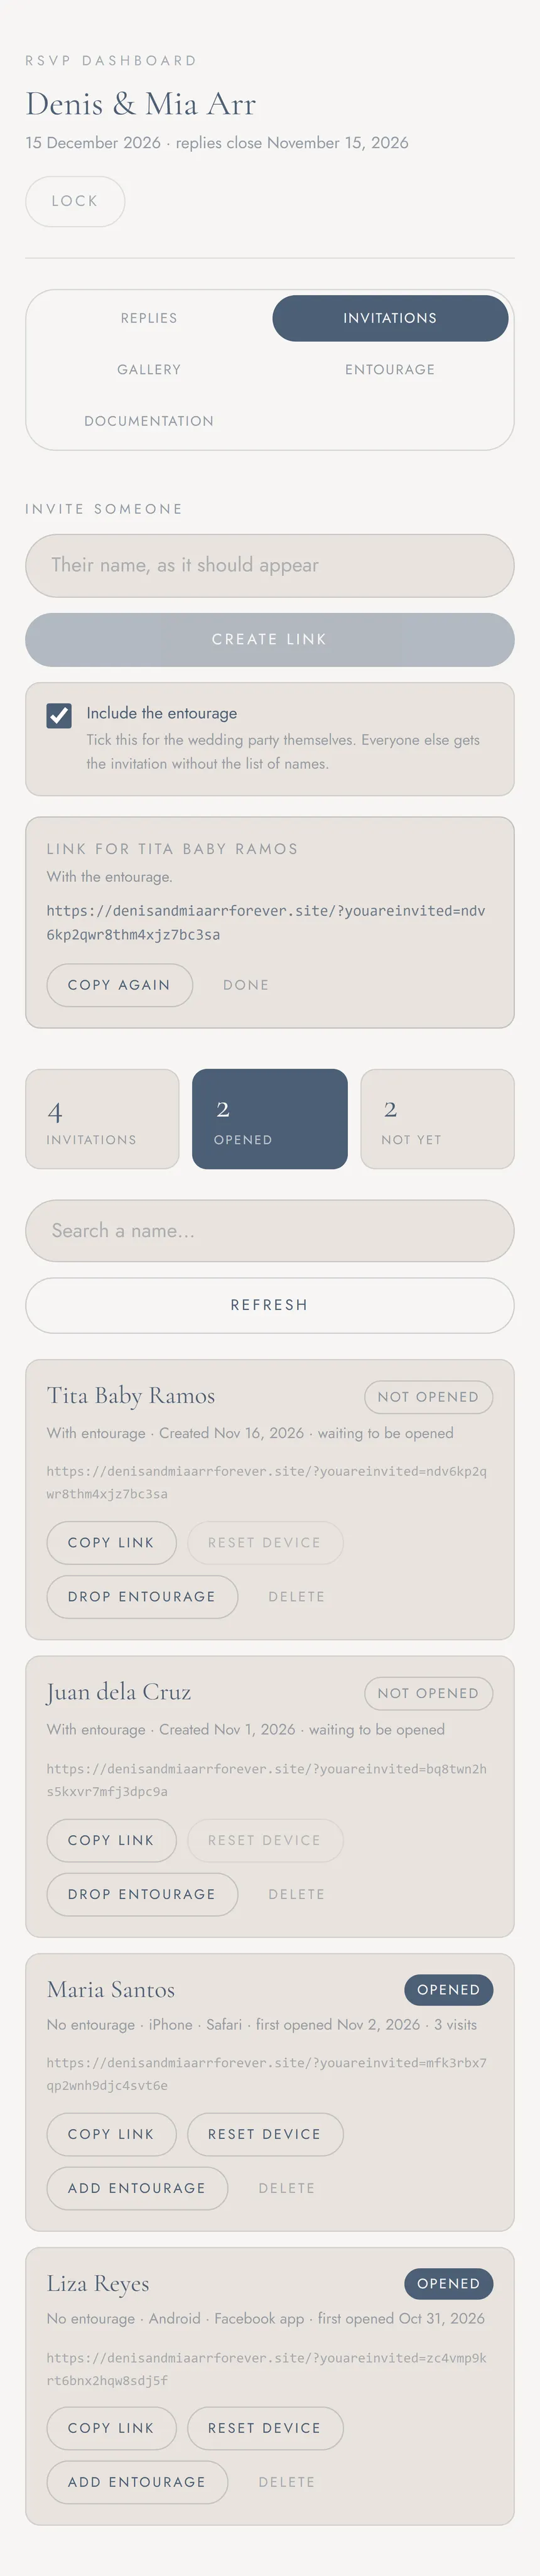 RSVP DASHBOARD
Denis & Mia Arr
15 December 2026 · replies close November 15, 2026
LOCK
REPLIES
INVITATIONS
GALLERY
ENTOURAGE
DOCUMENTATION
INVITE SOMEONE
Their name, as it should appear
CREATE LINK
Include the entourage
Tick this for the wedding party themselves. Everyone else gets
the invitation without the list of names.
LINK FOR TITA BABY RAMOS
With the entourage.
https://denisandmiaarrforever.site/?youareinvited=ndv
6kp2qwr8thm4xjz7bc3sa
COPY AGAIN
DONE
4
INVITATIONS
2
OPENED
2
NOT YET
Search a name...
REFRESH
Tita Baby Ramos
NOT OPENED
With entourage · Created Nov 16, 2026 · waiting to be opened
https://denisandmiaarrforever.site/?youareinvited=ndv6kp2q
wr8thm4xjz7bc3sa
COPY LINK
RESET DEVICE
DROP ENTOURAGE
DELETE
Juan dela Cruz
NOT OPENED
With entourage · Created Nov 1, 2026 · waiting to be opened
https://denisandmiaarrforever.site/?youareinvited=bq8twn2h
s5kxvr7mfj3dpc9a
COPY LINK
RESET DEVICE
DROP ENTOURAGE
DELETE
Maria Santos
OPENED
No entourage · iPhone · Safari · first opened Nov 2, 2026 · 3 visits
https://denisandmiaarrforever.site/?youareinvited=mfk3rbx7
qp2wnh9djc4svt6e
COPY LINK
RESET DEVICE
ADD ENTOURAGE
DELETE
Liza Reyes
OPENED
No entourage · Android · Facebook app · first opened Oct 31, 2026
https://denisandmiaarrforever.site/?youareinvited=zc4vmp9k
rt6bnx2hqw8sdj5f
COPY LINK
RESET DEVICE
ADD ENTOURAGE
DELETE